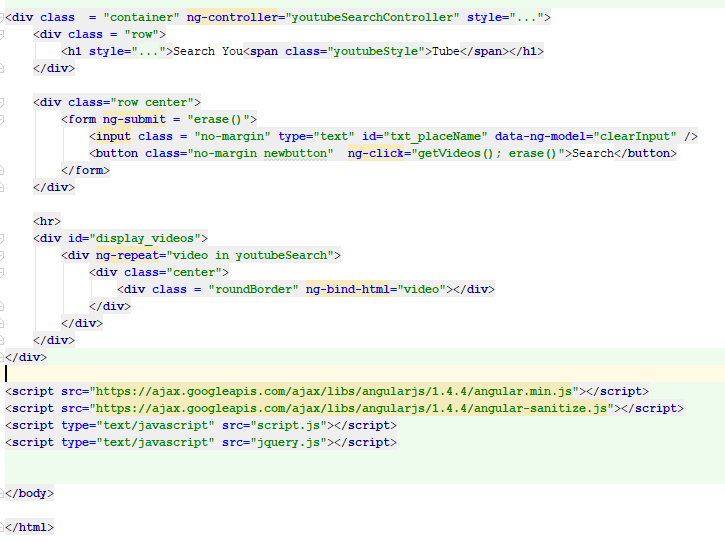 <div class  = "container" ng-controller="youtubeSearchController" style="...">
    <div class = "row">
        <h1 style="...">Search You<span class="youtubeStyle">Tube</span></h1>
    </div>

    <div class="row center">
        <form ng-submit = "erase()">
            <input class = "no-margin" type="text" id="txt_placeName" data-ng-model="clearInput" />
            <button class="no-margin newbutton"  ng-click="getVideos(); erase()">Search</button>
        </form>
    </div>

    <hr>
    <div id="display_videos">
        <div ng-repeat="video in youtubeSearch">
            <div class="center">
                <div class = "roundBorder" ng-bind-html="video"></div>
            </div>
        </div>
    </div>
</div>

<script src="https://ajax.googleapis.com/ajax/libs/angularjs/1.4.4/angular.min.js"></script>
<script src="https://ajax.googleapis.com/ajax/libs/angularjs/1.4.4/angular-sanitize.js"></script>
<script type="text/javascript" src="script.js"></script>
<script type="text/javascript" src="jquery.js"></script>


</body>

</html>